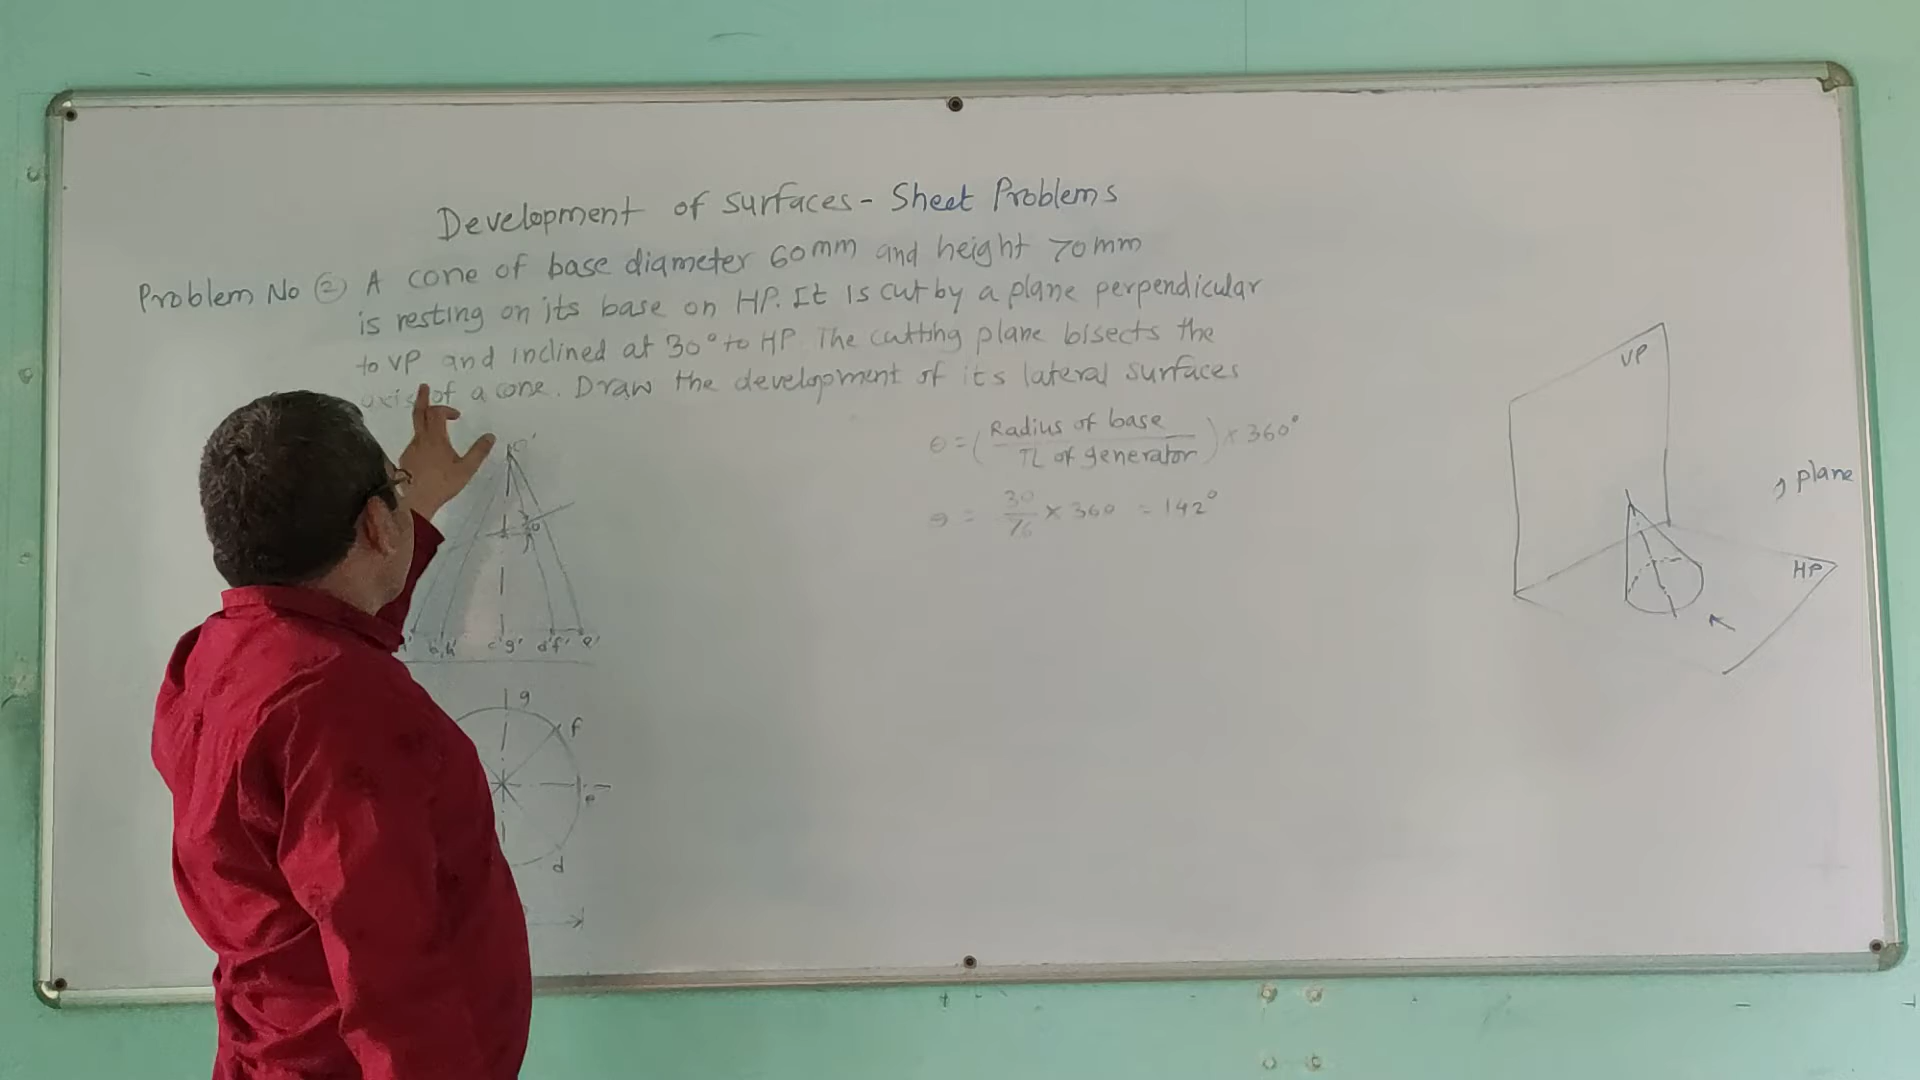 Development of surfaces - Sheet Problems
Problem No ② A cone of base diameter 60mm and height 70mm
is resting on its base on HP. It is cut by a plane perpendicular
to VP and inclined at 30° to HP. The cutting plane bisects the
axis of a cone. Draw the development of its lateral surfaces
θ = (Radius of base / TL of generator) × 360°
θ = 30/76 × 360 = 142°
VP
plane
HP
o'
30
b',h' c'g' d'f' e'
g
f
e
d